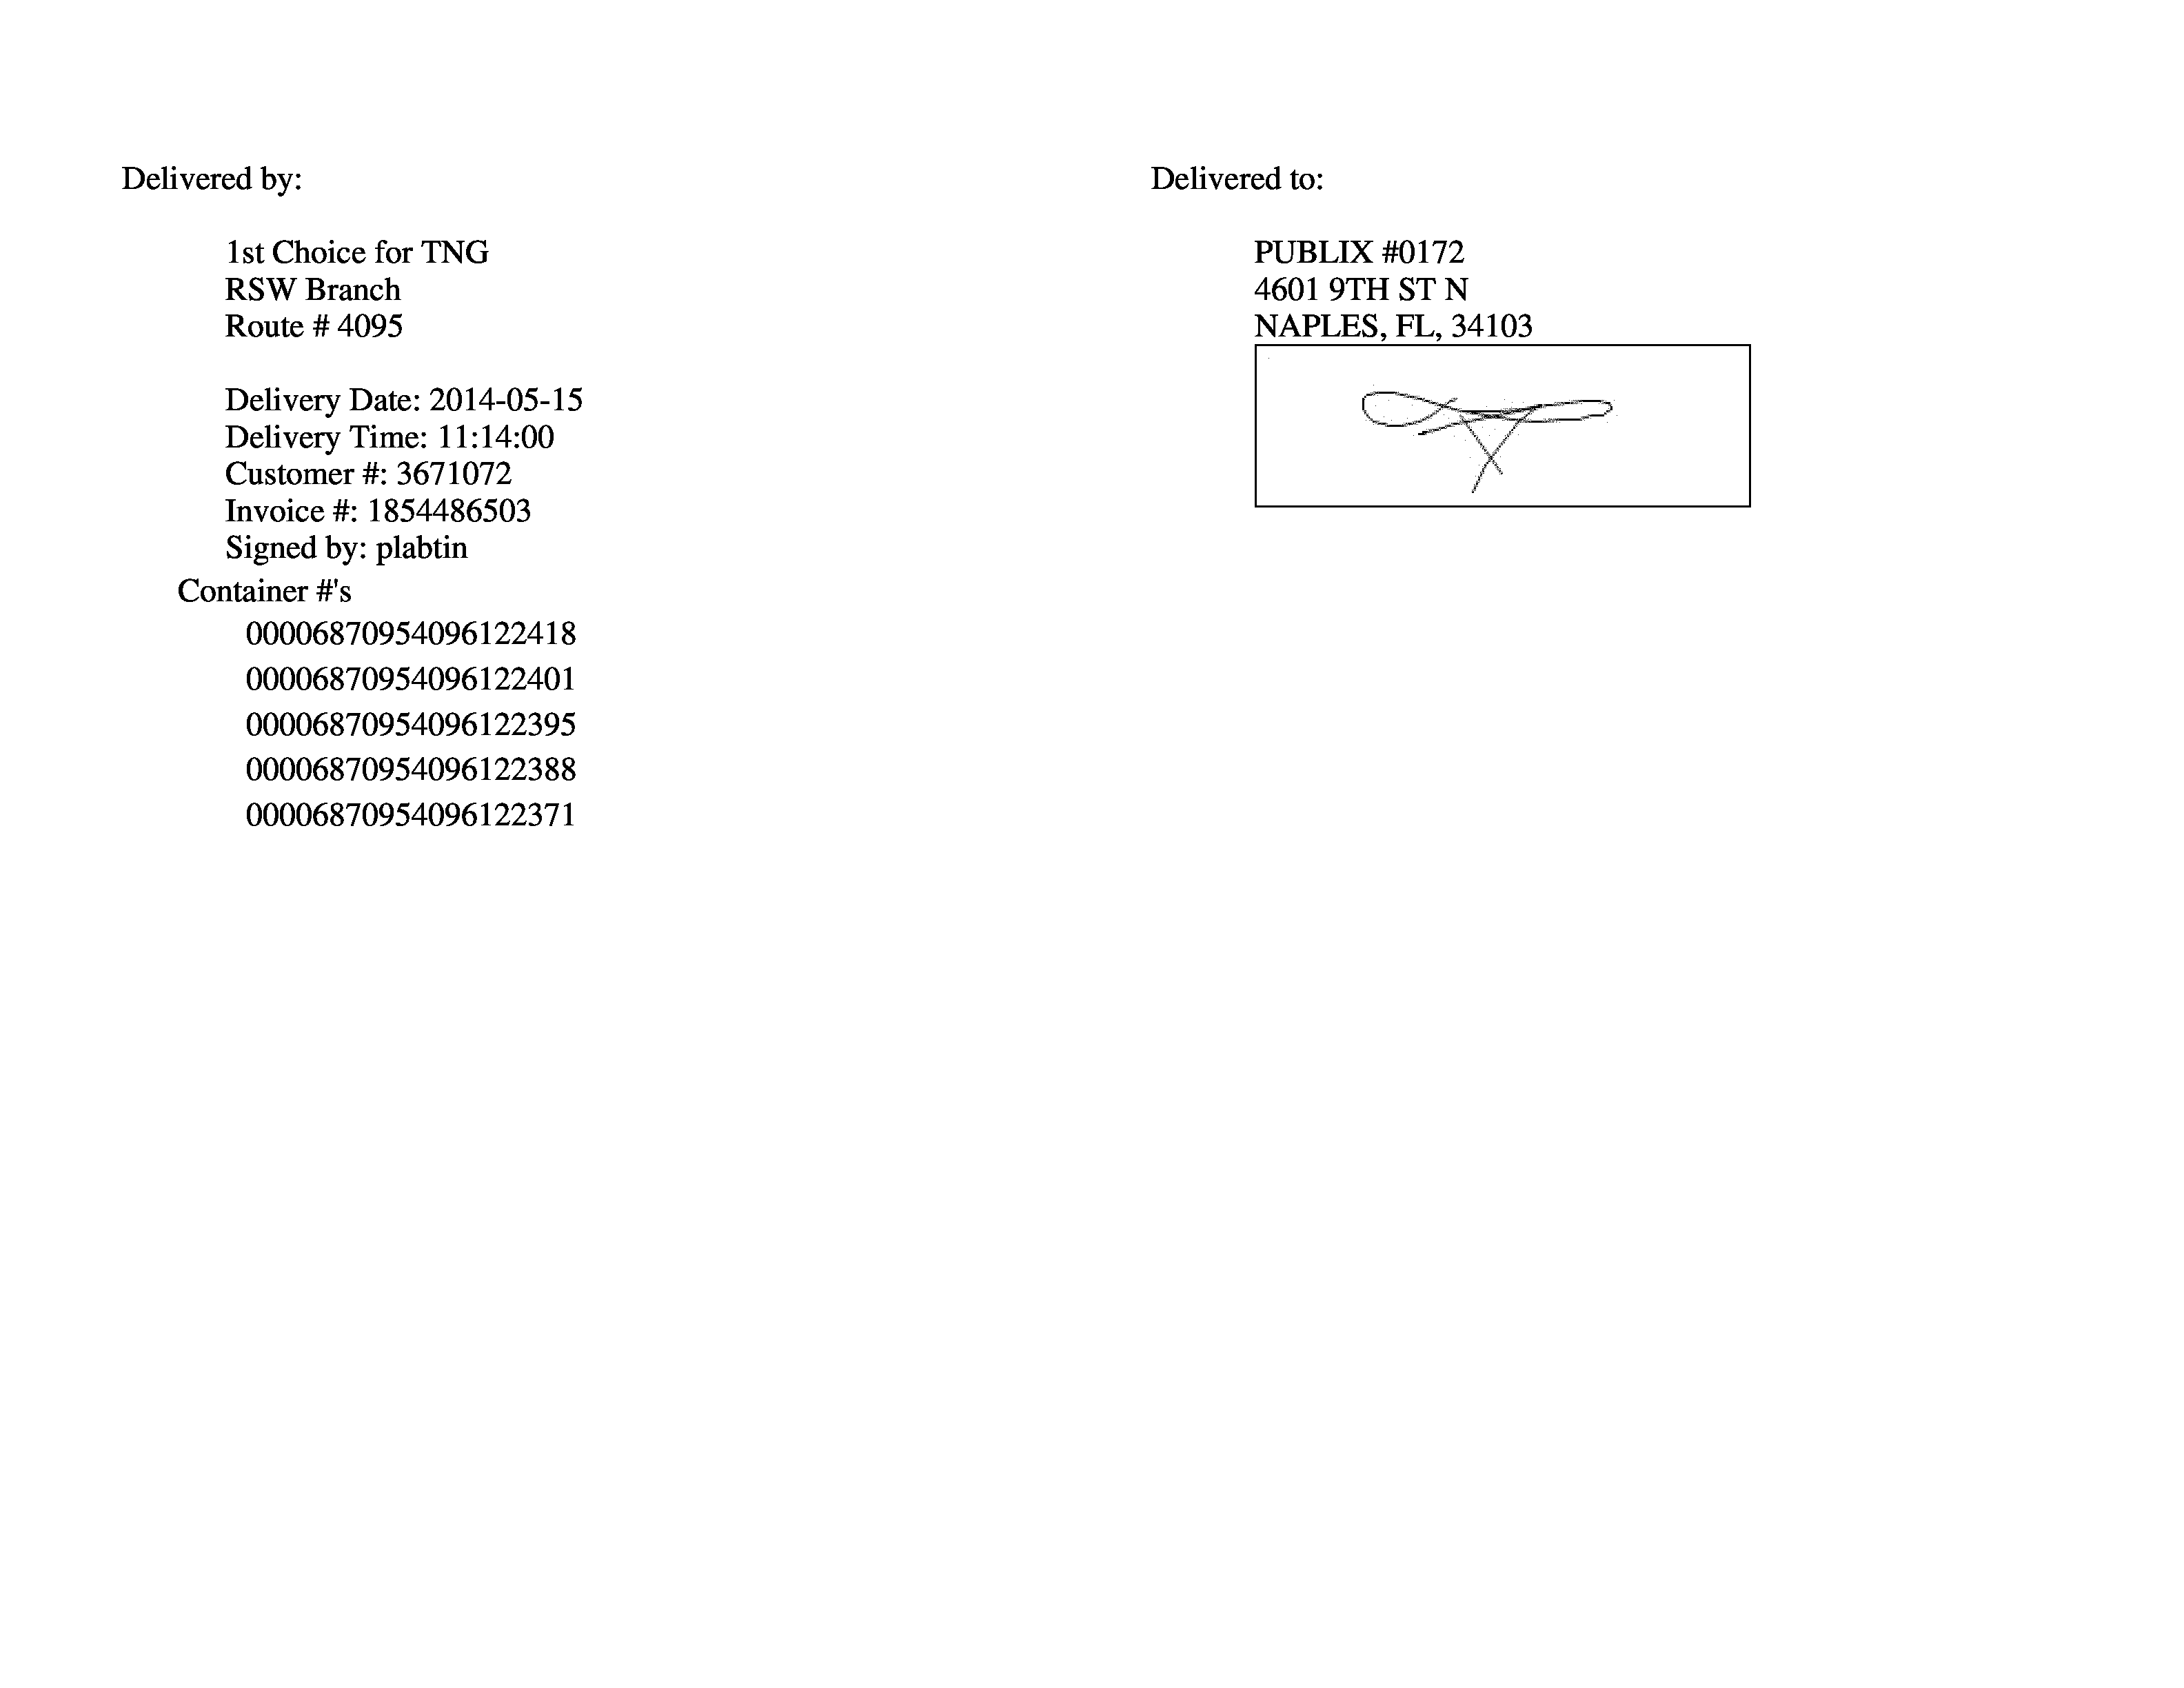 Delivered by:
1st Choice for TNG
RSW Branch
Route # 4095
Delivery Date: 2014-05-15
Delivery Time: 11:14:00
Customer #: 3671072
Invoice #: 1854486503
Signed by: plabtin
Container #'s
00006870954096122418
00006870954096122401
00006870954096122395
00006870954096122388
00006870954096122371
Delivered to:
PUBLIX #0172
4601 9TH ST N
NAPLES, FL, 34103